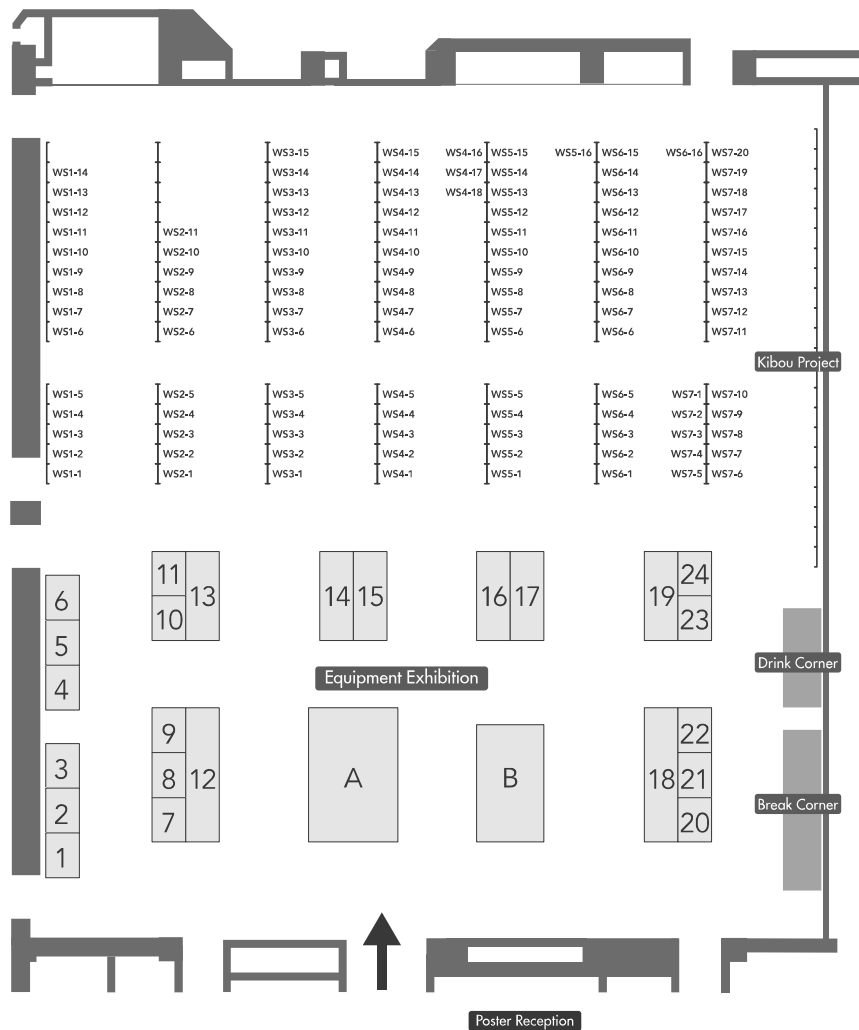 WS3-15 WS4-15 WS4-16 WS5-15 WS5-16 WS6-15 WS6-16 WS7-20
WS1-14 WS3-14 WS4-14 WS4-17 WS5-14 WS6-14 WS7-19
WS1-13 WS3-13 WS4-13 WS4-18 WS5-13 WS6-13 WS7-18
WS1-12 WS3-12 WS4-12 WS5-12 WS6-12 WS7-17
WS1-11 WS2-11 WS3-11 WS4-11 WS5-11 WS6-11 WS7-16
WS1-10 WS2-10 WS3-10 WS4-10 WS5-10 WS6-10 WS7-15
WS1-9 WS2-9 WS3-9 WS4-9 WS5-9 WS6-9 WS7-14
WS1-8 WS2-8 WS3-8 WS4-8 WS5-8 WS6-8 WS7-13
WS1-7 WS2-7 WS3-7 WS4-7 WS5-7 WS6-7 WS7-12
WS1-6 WS2-6 WS3-6 WS4-6 WS5-6 WS6-6 WS7-11
Kibou Project
WS1-5 WS2-5 WS3-5 WS4-5 WS5-5 WS6-5 WS7-1 WS7-10
WS1-4 WS2-4 WS3-4 WS4-4 WS5-4 WS6-4 WS7-2 WS7-9
WS1-3 WS2-3 WS3-3 WS4-3 WS5-3 WS6-3 WS7-3 WS7-8
WS1-2 WS2-2 WS3-2 WS4-2 WS5-2 WS6-2 WS7-4 WS7-7
WS1-1 WS2-1 WS3-1 WS4-1 WS5-1 WS6-1 WS7-5 WS7-6
11 24
6 13 14 15 16 17 19
10 23
5
Drink Corner
4 Equipment Exhibition
9 22
3 8 12 A B 18 21
Break Corner
2 7 20
1
Poster Reception